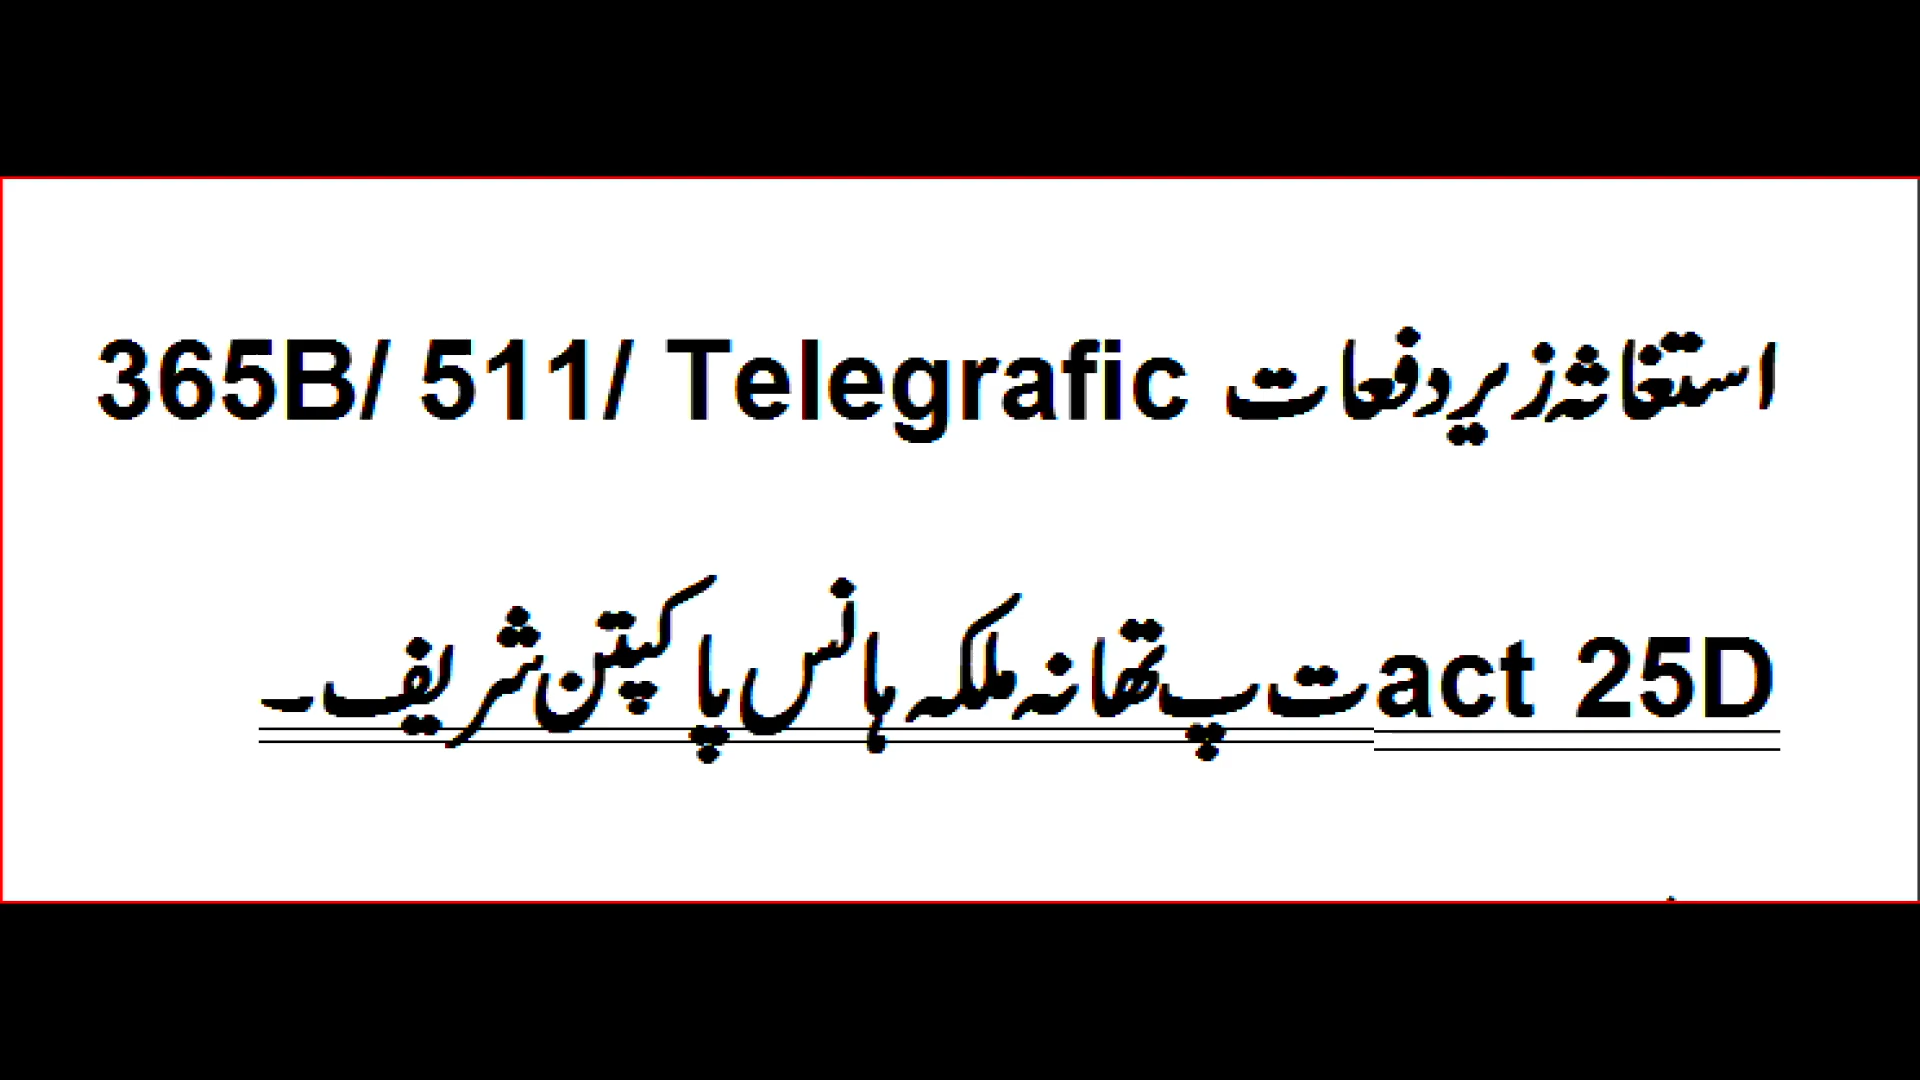 استغاثہ زیر دفعات 365B/ 511/ Telegrafic
act 25D ت پ تھانہ ملکہ ہانس پاکپتن شریف۔